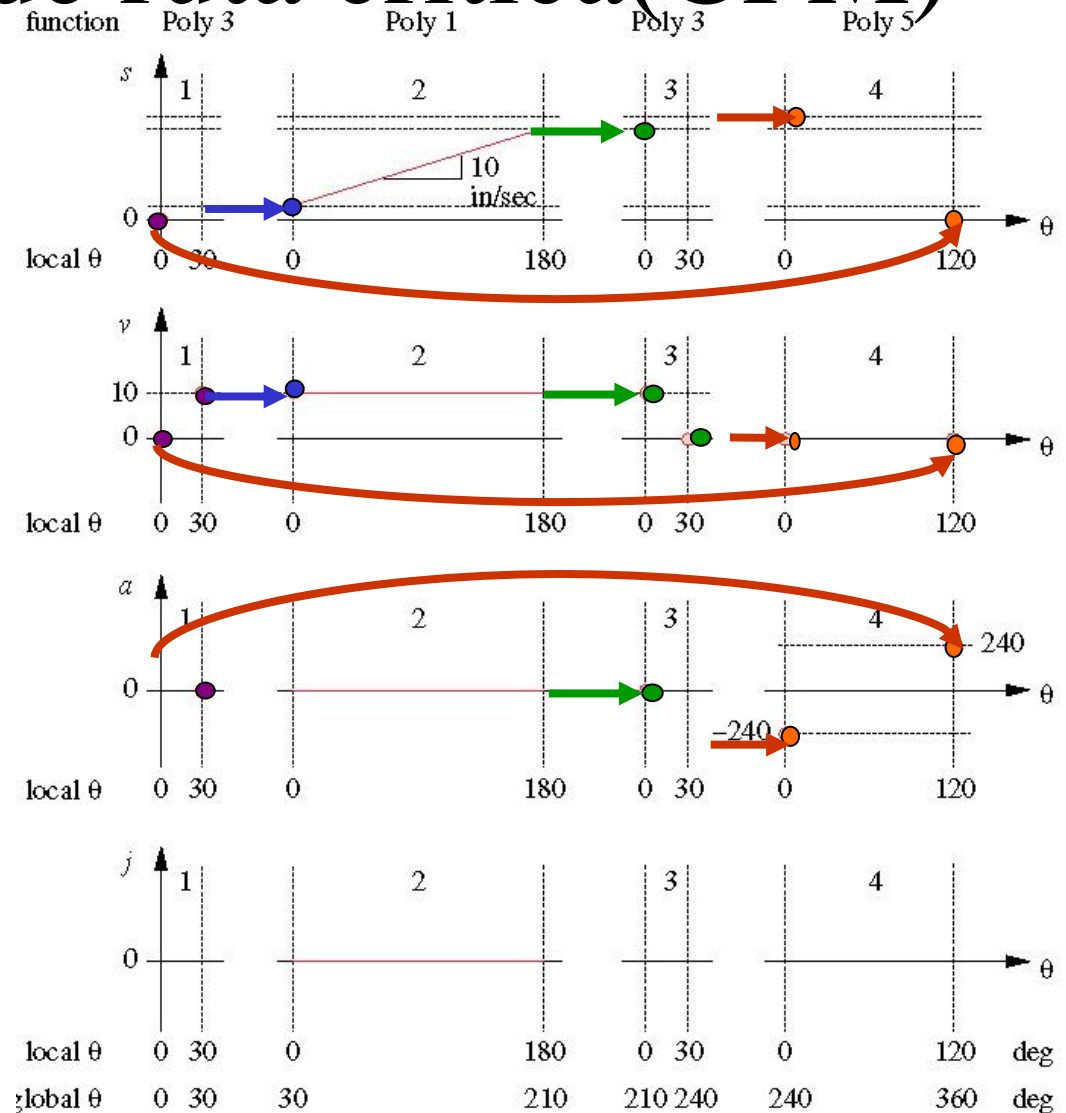 de ruta crítica(CPM)
function Poly 3 Poly 1 Poly 3 Poly 5
s 1 2 3 4
10
in/sec
0 θ
local θ 0 30 0 180 0 30 0 120
v 1 2 3 4
10
0 θ
local θ 0 30 0 180 0 30 0 120
a 1 2 3 4
240
0 θ
−240
local θ 0 30 0 180 0 30 0 120
j 1 2 3 4
0 θ
local θ 0 30 0 180 0 30 0 120 deg
global θ 0 30 30 210 210 240 240 360 deg